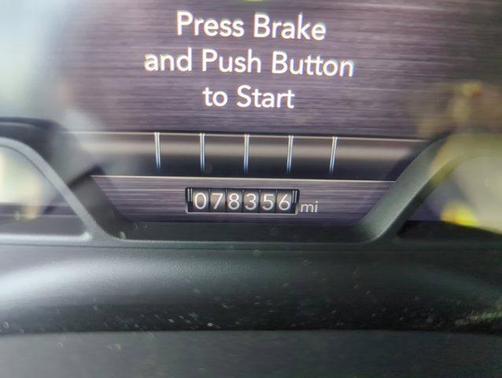 Press Brake
and Push Button
to Start
078356 mi